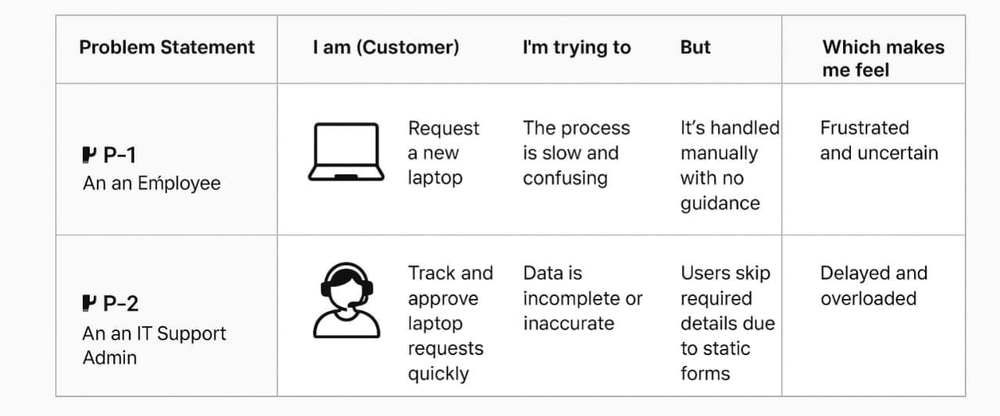 Problem Statement
I am (Customer)
I'm trying to
But
Which makes
me feel
P-1
An an Eḿployee
Request
a new
laptop
The process
is slow and
confusing
It’s handled
manually
with no
guidance
Frustrated
and uncertain
P-2
An an IT Support
Admin
Track and
approve
laptop
requests
quickly
Data is
incomplete or
inaccurate
Users skip
required
details due
to static
forms
Delayed and
overloaded